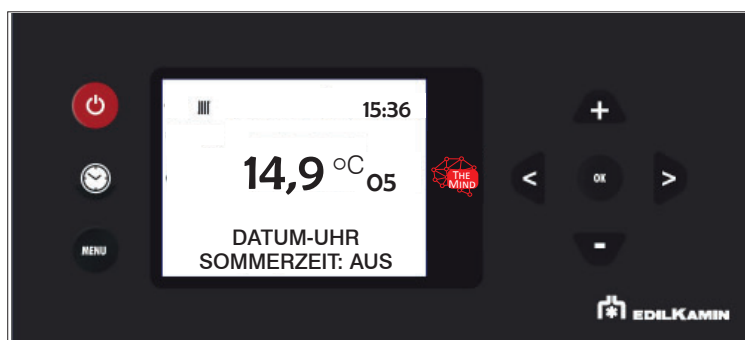 15:36
14,9 °C 05
THE
MIND
DATUM-UHR
SOMMERZEIT: AUS
MENU
OK
+
<
>
-
EDILKAMIN